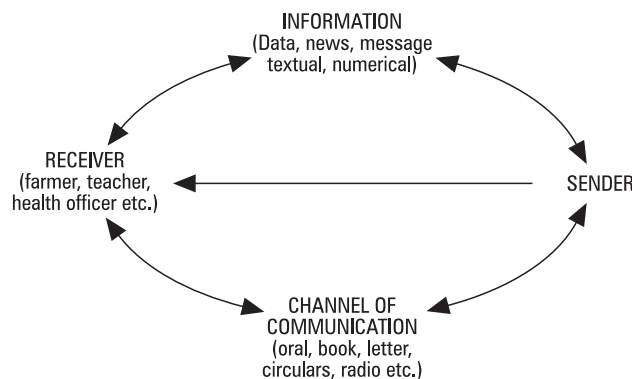 INFORMATION
(Data, news, message
textual, numerical)
RECEIVER
(farmer, teacher,
health officer etc.)
SENDER
CHANNEL OF
COMMUNICATION
(oral, book, letter,
circulars, radio etc.)